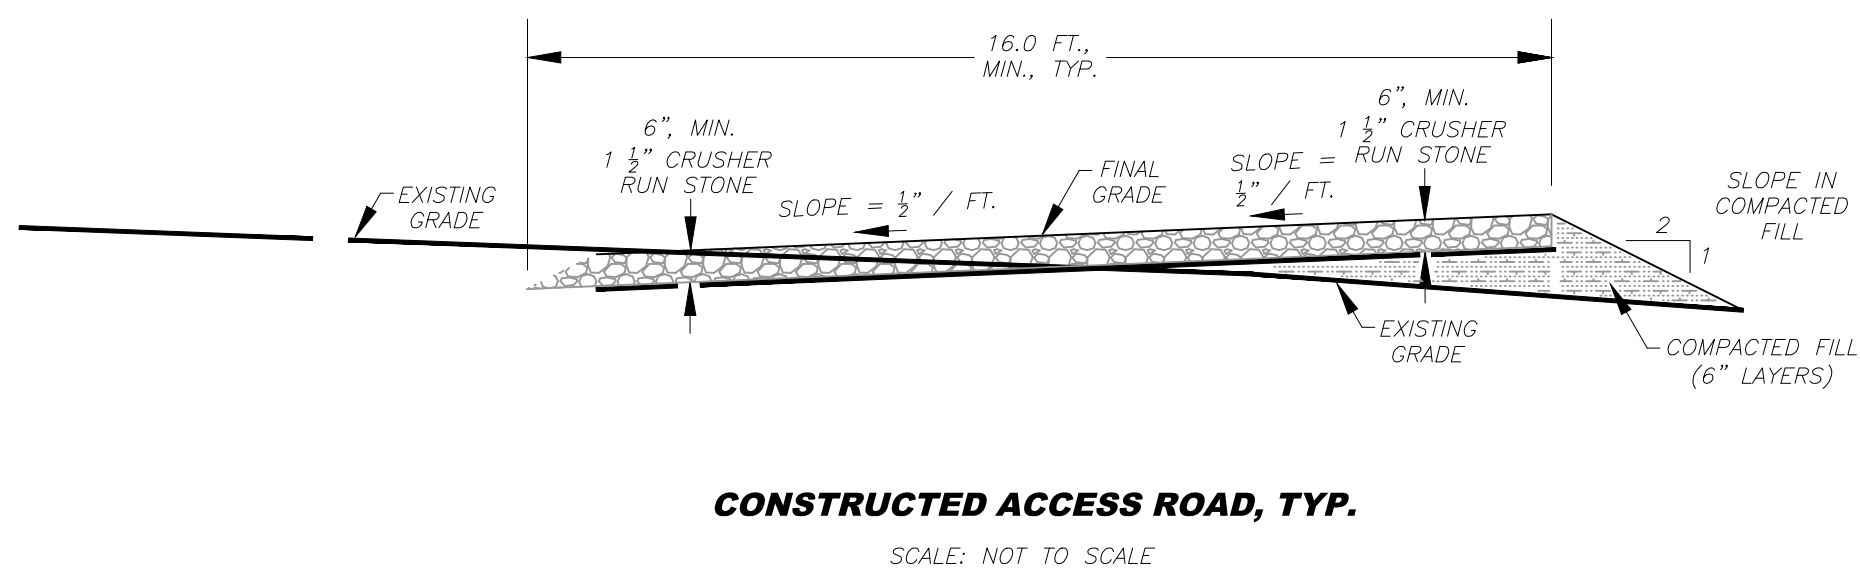 16.0 FT.,
MIN., TYP.
6”, MIN.
1 1/2” CRUSHER
RUN STONE
6”, MIN.
1 1/2” CRUSHER
RUN STONE
EXISTING
GRADE
SLOPE = 1/2” / FT.
FINAL
GRADE
SLOPE =
1/2” / FT.
SLOPE IN
COMPACTED
FILL
2
1
EXISTING
GRADE
COMPACTED FILL
(6” LAYERS)
CONSTRUCTED ACCESS ROAD, TYP.
SCALE: NOT TO SCALE